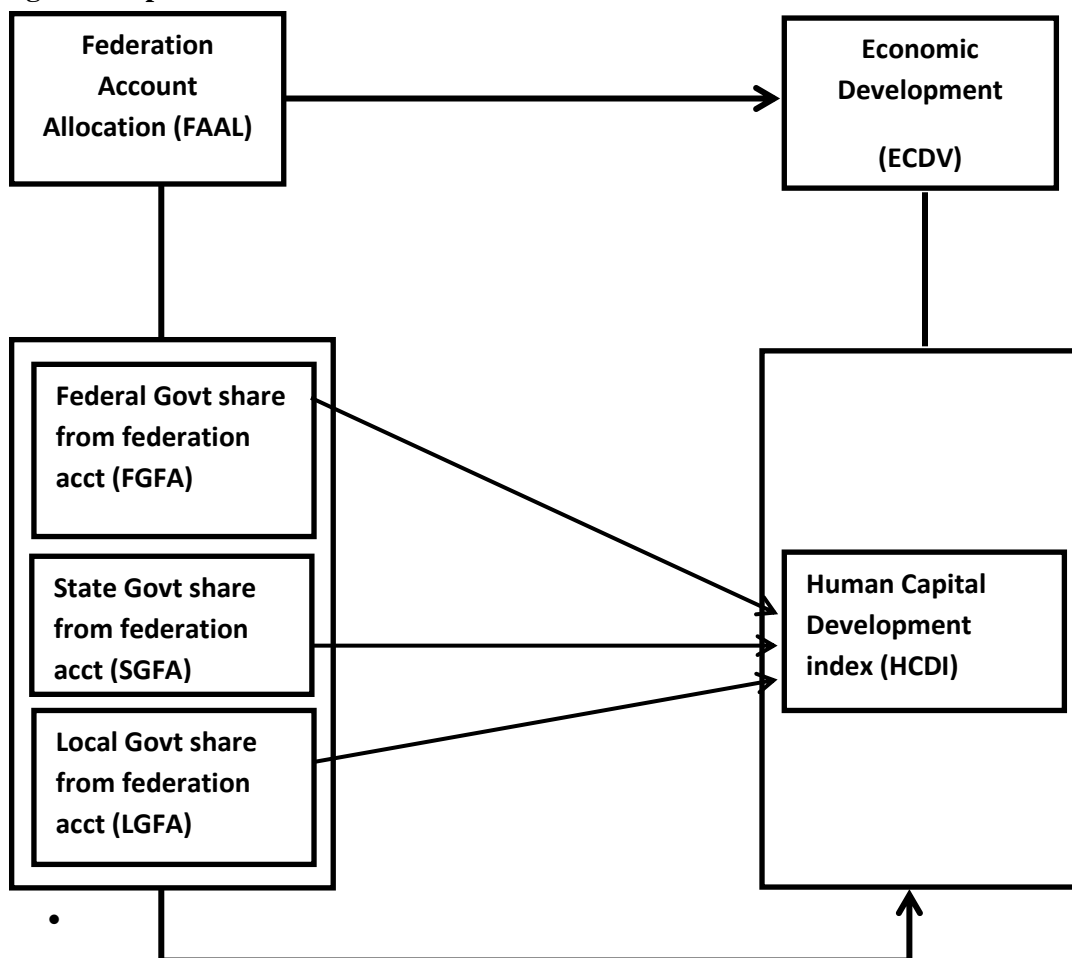 Federation
Account
Allocation (FAAL)
Economic
Development
(ECDV)
Federal Govt share
from federation
acct (FGFA)
State Govt share
from federation
acct (SGFA)
Local Govt share
from federation
acct (LGFA)
Human Capital
Development
index (HCDI)